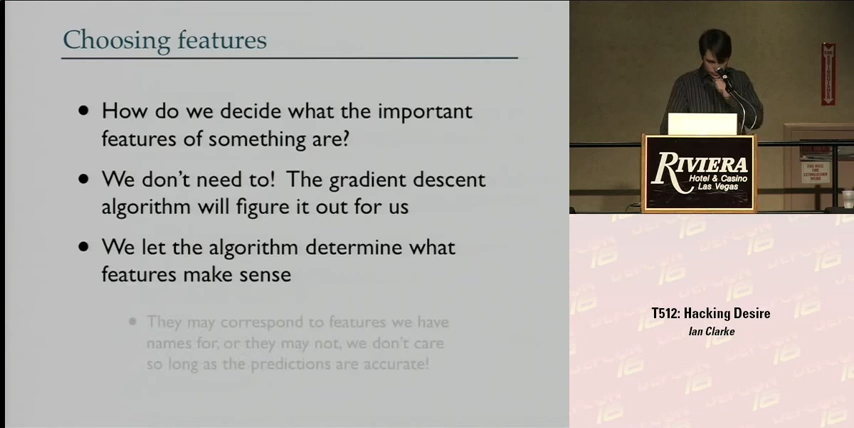 Choosing features
• How do we decide what the important
features of something are?
• We don't need to! The gradient descent
algorithm will figure it out for us
• We let the algorithm determine what
features make sense
• They may correspond to features we have
names for, or they may not, we don't care
so long as the predictions are accurate!
RIVIERA
Hotel & Casino
Las Vegas
T512: Hacking Desire
Ian Clarke